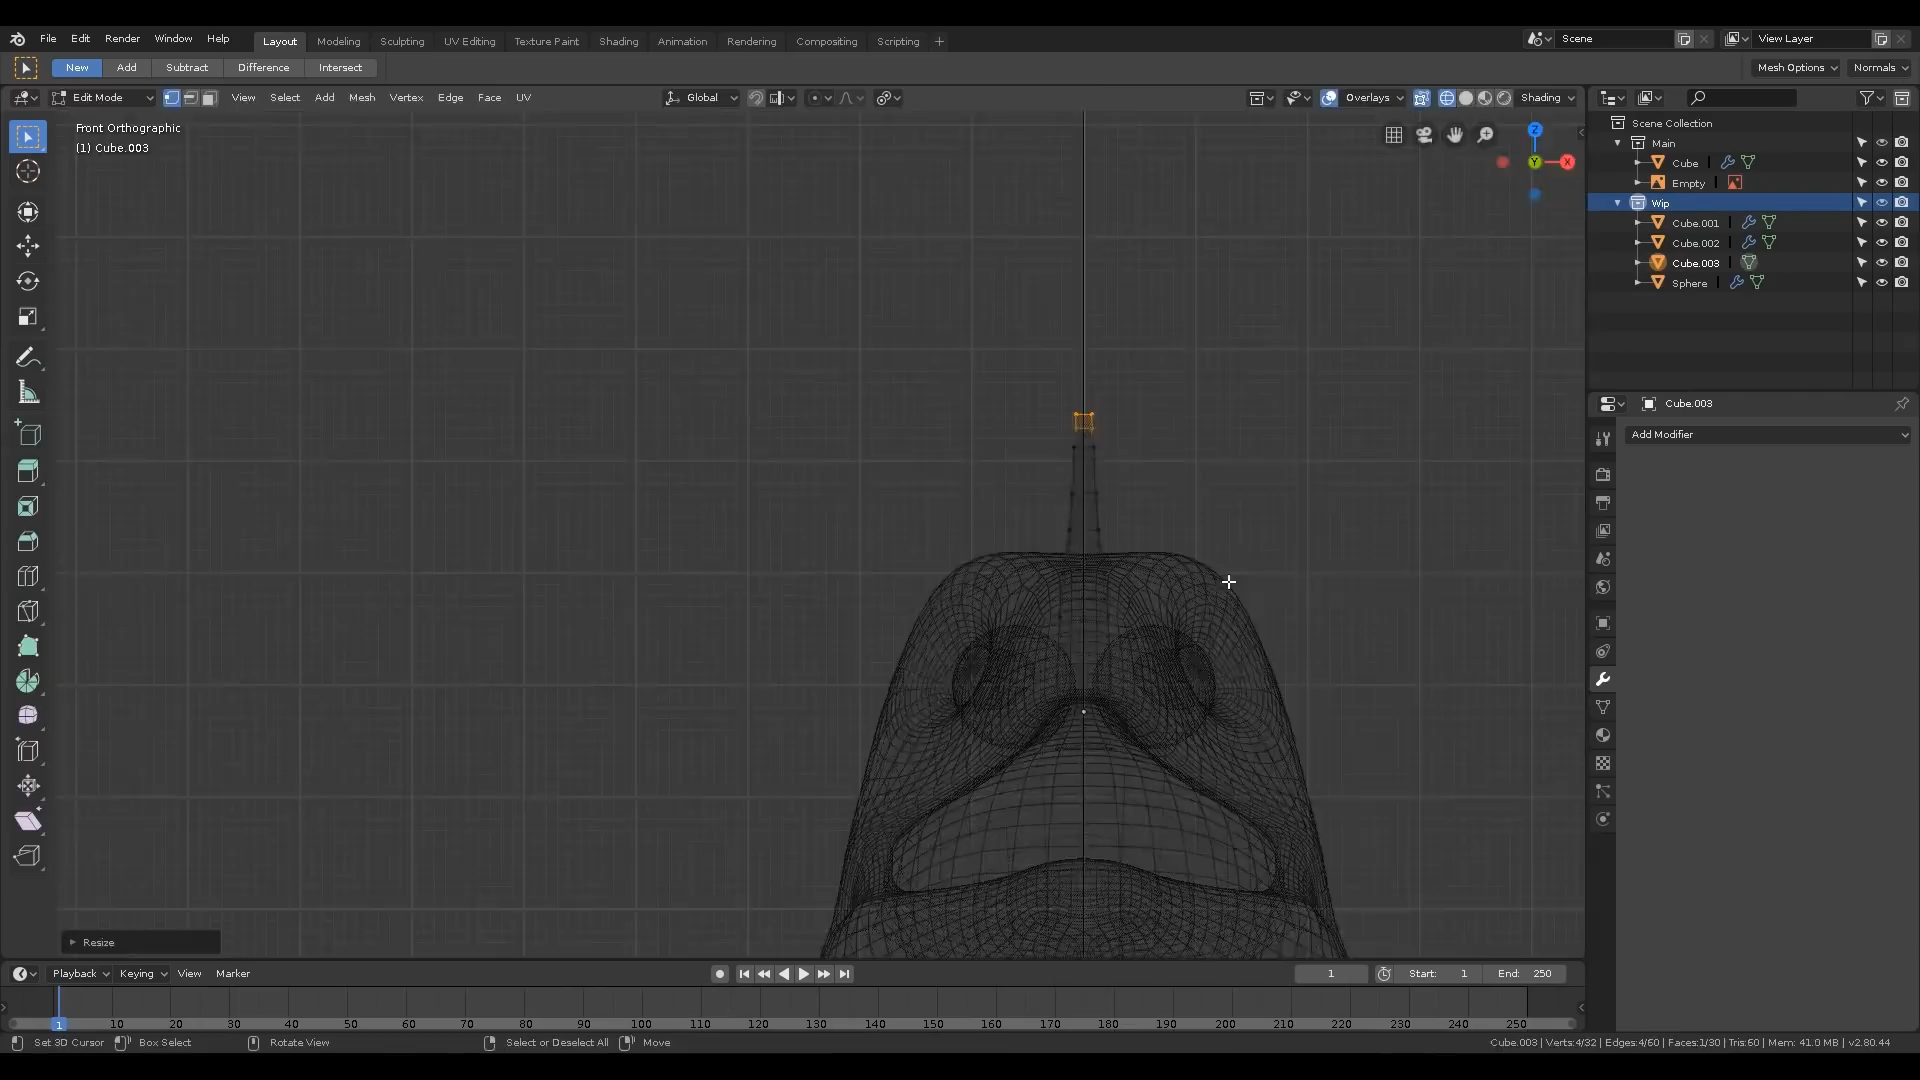 File Edit Render Window Help Layout Modeling Sculpting UV Editing Texture Paint Shading Animation Rendering Compositing Scripting + Scene View Layer
New Add Subtract Difference Intersect Mesh Options Normals
Edit Mode View Select Add Mesh Vertex Edge Face UV Global Overlays Shading
Front Orthographic
(1) Cube.003
Z
Y
X
Scene Collection
Main
Cube
Empty
Wip
Cube.001
Cube.002
Cube.003
Sphere
Cube.003
Add Modifier
Resize
Playback Keying View Marker 1 Start: 1 End: 250
1 10 20 30 40 50 60 70 80 90 100 110 120 130 140 150 160 170 180 190 200 210 220 230 240 250
Set 3D Cursor Box Select Rotate View Select or Deselect All Move Cube.003 | Verts:4/32 | Edges:4/60 | Faces:1/30 | Tris:60 | Mem: 41.0 MB | v2.80.44